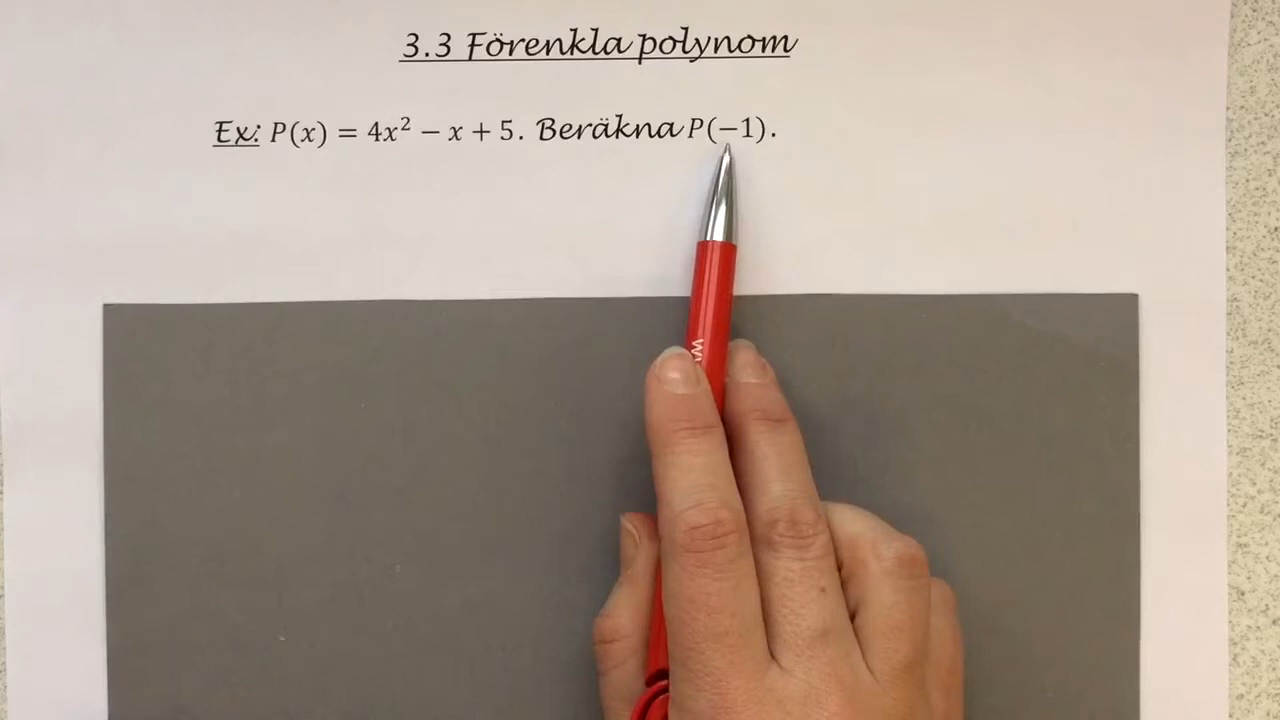 3.3 Förenkla polynom
Ex: P(x) = 4x² − x + 5. Beräkna P(−1).